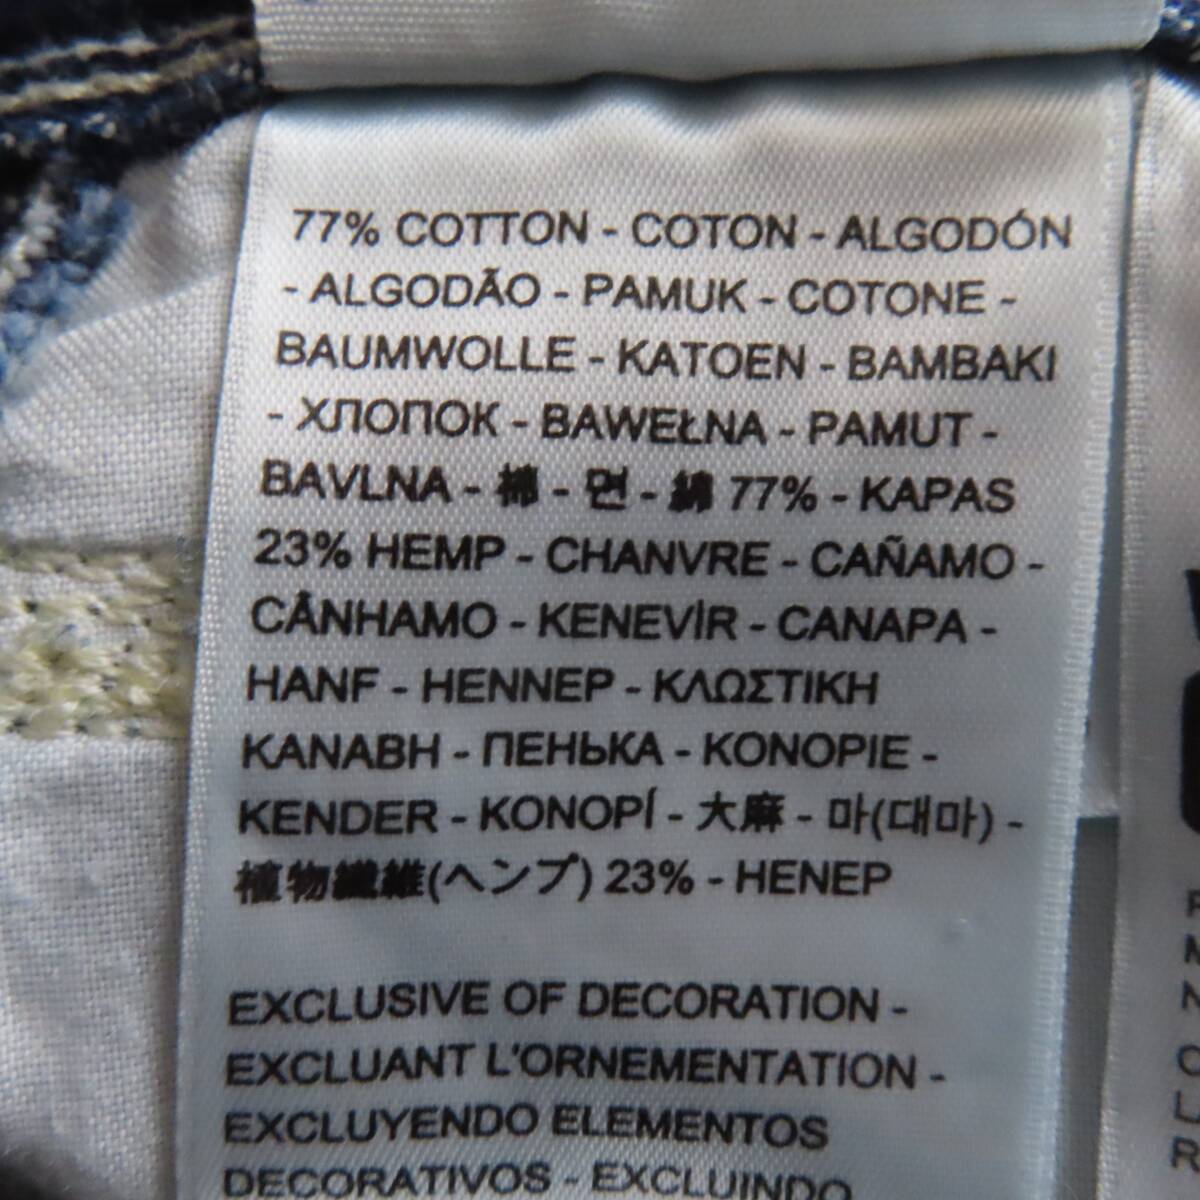 77% COTTON - COTON - ALGODÓN
- ALGODÃO - PAMUK - COTONE -
BAUMWOLLE - KATOEN - BAMBAKI
- ХЛОПОК - BAWEŁNA - PAMUT -
BAVLNA - 棉 - 면 - 綿 77% - KAPAS
23% HEMP - CHANVRE - CAÑAMO -
CÂNHAMO - KENEVİR - CANAPA -
HANF - HENNEP - ΚΛΩΣΤΙΚΗ
ΚΑΝΑΒΗ - ПЕНЬКА - KONOPIE -
KENDER - KONOPÍ - 大麻 - 마(대마) -
植物繊維(ヘンプ) 23% - HENEP
EXCLUSIVE OF DECORATION -
EXCLUANT L'ORNEMENTATION -
EXCLUYENDO ELEMENTOS
DECORATIVOS - EXCLUINDO